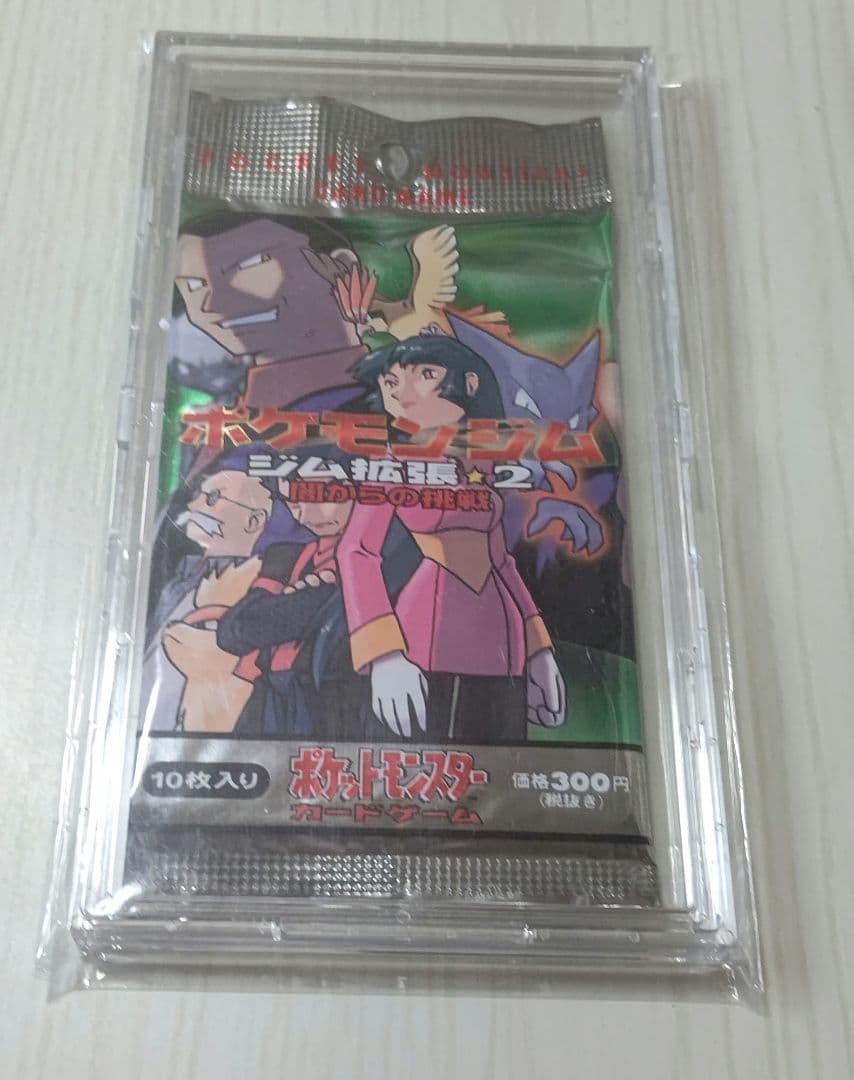 POCKET MONSTERS
CARD GAME
ポケモンジム
ジム拡張★2
闇からの挑戦
10枚入り
ポケットモンスター
カードゲーム
価格300円
(税抜き)